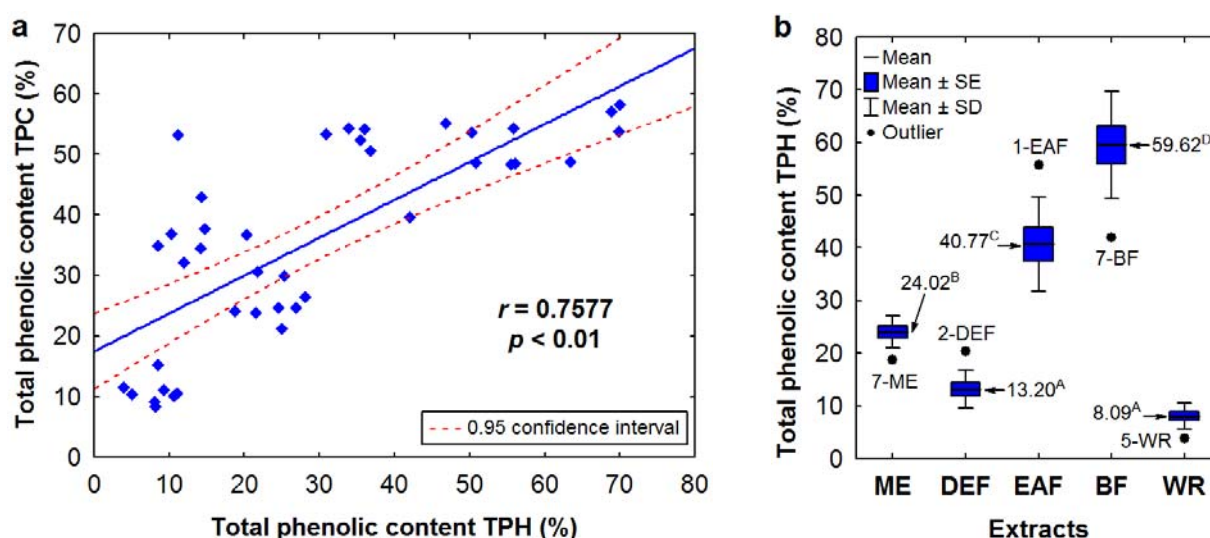 a
Total phenolic content TPC (%)
70
60
50
40
30
20
10
0
r = 0.7577
p < 0.01
0.95 confidence interval
0 10 20 30 40 50 60 70 80
Total phenolic content TPH (%)
b
Total phenolic content TPH (%)
80
70
60
50
40
30
20
10
0
Mean
Mean ± SE
Mean ± SD
Outlier
1-EAF
59.62D
40.77C
7-BF
24.02B
2-DEF
7-ME
13.20A
8.09A
5-WR
ME DEF EAF BF WR
Extracts